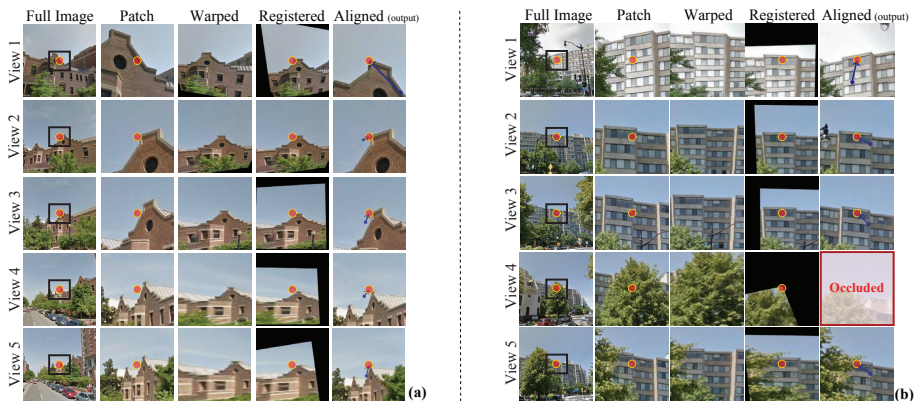 Full Image Patch Warped Registered Aligned (output)
View 1
View 2
View 3
View 4
View 5
(a)
Full Image Patch Warped Registered Aligned (output)
View 1
View 2
View 3
View 4
Occluded
View 5
(b)